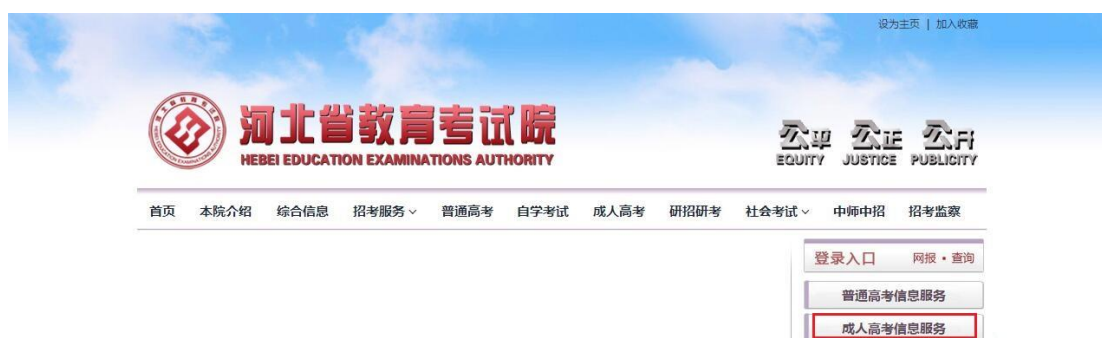 设为主页 | 加入收藏
河北省教育考试院
HEBEI EDUCATION EXAMINATIONS AUTHORITY
公平 公正 公开
EQUITY JUSTICE PUBLICITY
首页 本院介绍 综合信息 招考服务 普通高考 自学考试 成人高考 研招研考 社会考试 中师中招 招考监察
登录入口 网报 • 查询
普通高考信息服务
成人高考信息服务